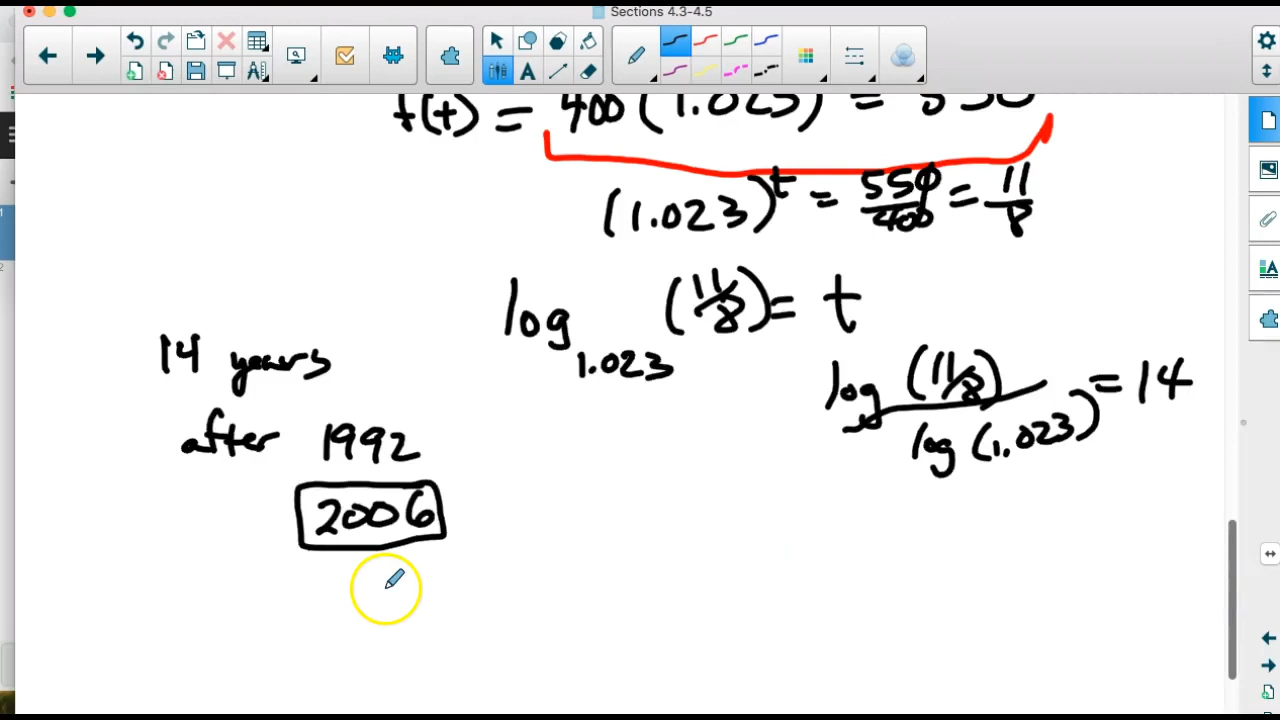 Sections 4.3-4.5
f(t) = 400(1.023) = 550
(1.023)^t = 550/400 = 11/8
log_1.023 (11/8) = t
14 years
log(11/8) / log(1.023) = 14
after 1992
2006